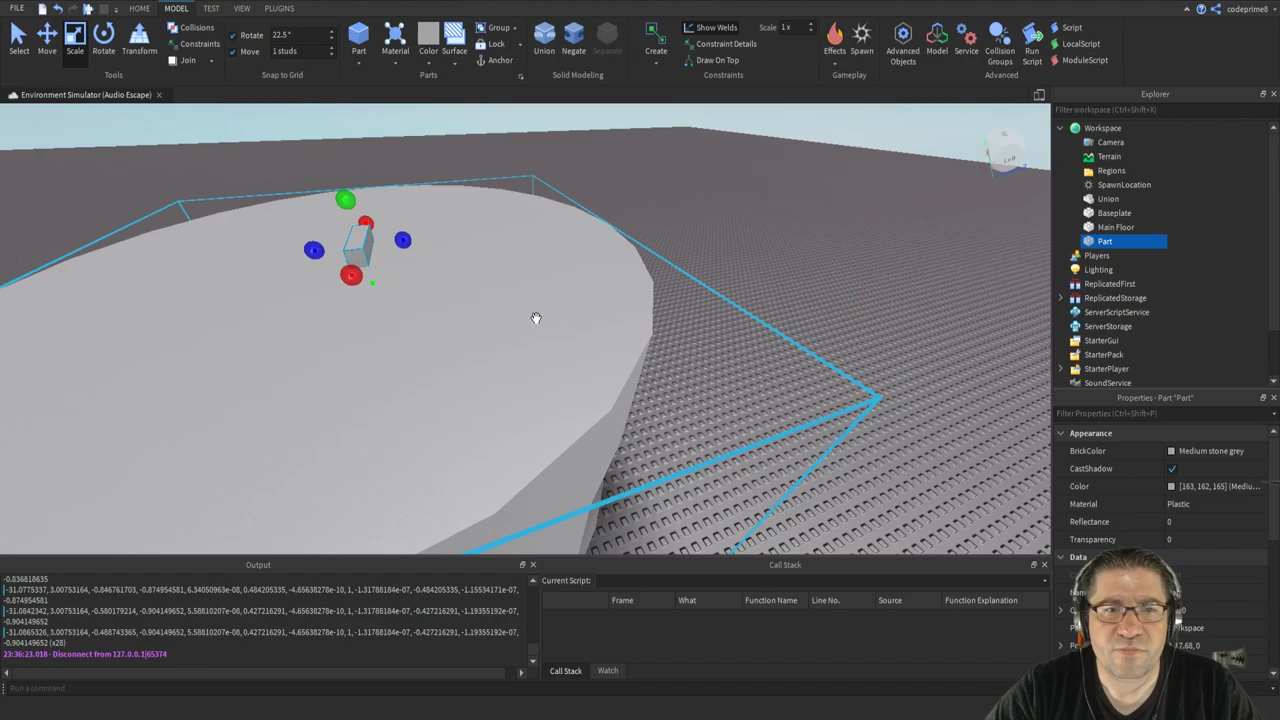 FILE HOME MODEL TEST VIEW PLUGINS codeprime8
Select Move Scale Rotate Transform
Collisions
Constraints
Join
Tools
Rotate 22.5°
Move 1 studs
Snap to Grid
Part Material Color Surface
Group
Lock
Anchor
Parts
Union Negate Separate
Solid Modeling
Create
Show Welds
Constraint Details
Draw On Top
Scale 1x
Constraints
Effects Spawn
Gameplay
Advanced Objects Model Service Collision Groups Run Script
Script
LocalScript
ModuleScript
Advanced
Environment Simulator (Audio Escape)
Left
Explorer
Filter workspace (Ctrl+Shift+X)
Workspace
Camera
Terrain
Regions
SpawnLocation
Union
Baseplate
Main Floor
Part
Players
Lighting
ReplicatedFirst
ReplicatedStorage
ServerScriptService
ServerStorage
StarterGui
StarterPack
StarterPlayer
SoundService
Properties - Part "Part"
Filter Properties (Ctrl+Shift+P)
Appearance
BrickColor Medium stone grey
CastShadow
Color [163, 162, 165] (Mediu...
Material Plastic
Reflectance 0
Transparency 0
Data
Output
-0.836818635
-31.0775337, 3.00753164, -0.846761703, -0.874954581, 6.34050963e-08, 0.484205335, -4.65638278e-10, 1, -1.31788184e-07, -0.484205335, -1.15534171e-07,
-0.874954581
-31.0842342, 3.00753164, -0.580179214, -0.904149652, 5.58810207e-08, 0.427216291, -4.65638278e-10, 1, -1.31788184e-07, -0.427216291, -1.19355192e-07,
-0.904149652
-31.0865326, 3.00753164, -0.488743365, -0.904149652, 5.58810207e-08, 0.427216291, -4.65638278e-10, 1, -1.31788184e-07, -0.427216291, -1.19355192e-07,
-0.904149652 (x28)
23:36:23.018 - Disconnect from 127.0.0.1|65374
Call Stack
Current Script:
Frame What Function Name Line No. Source Function Explanation
Call Stack Watch
Run a command